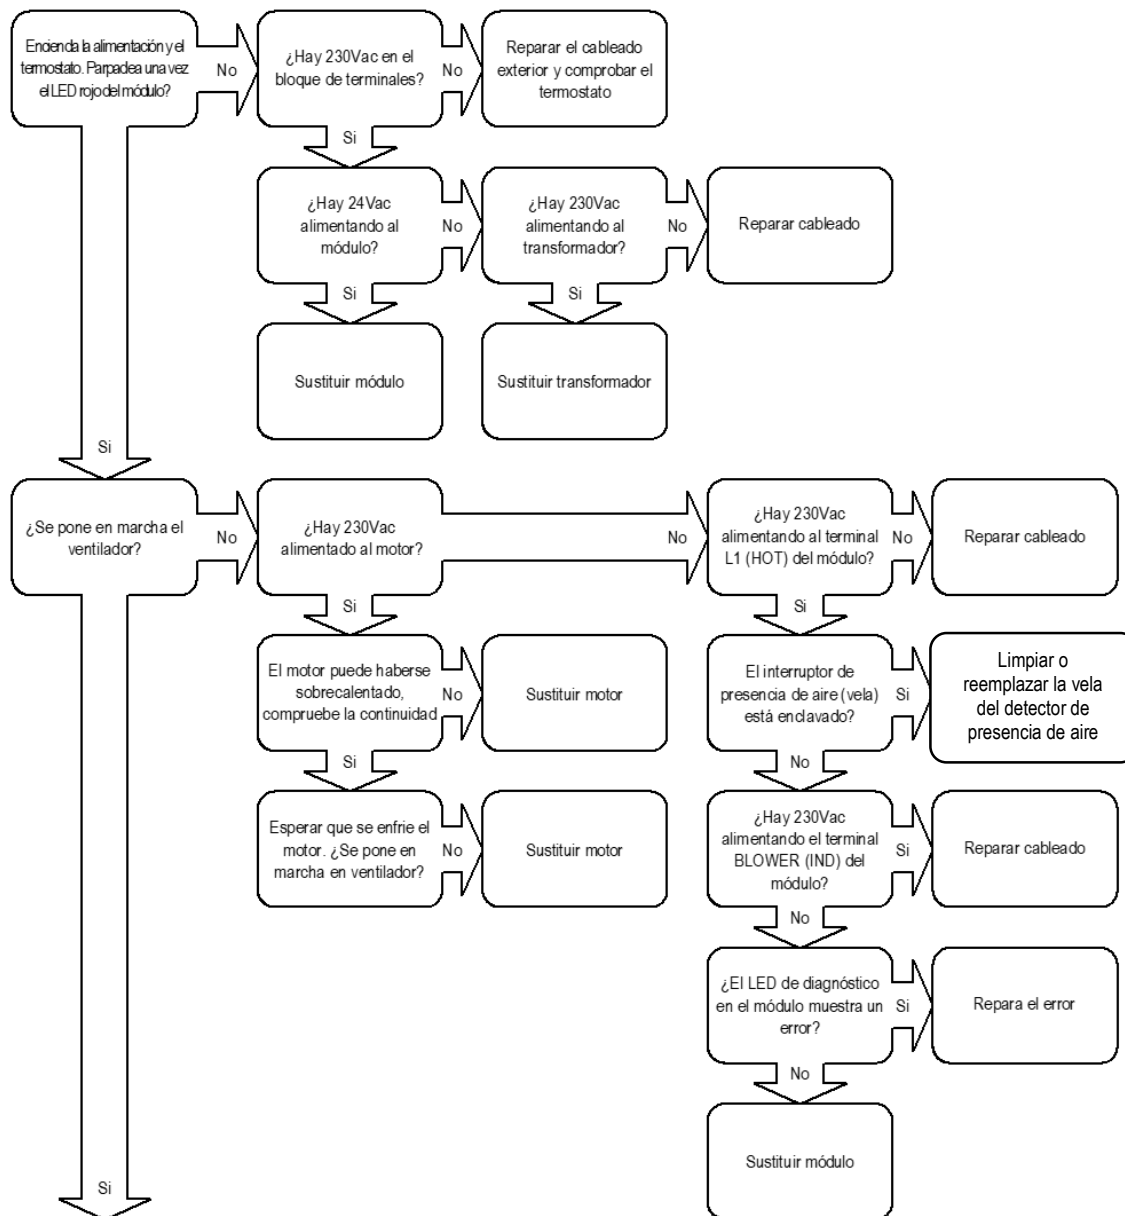 Encienda la alimentación y el
termostato. Parpadea una vez
el LED rojo del módulo?
No
¿Hay 230Vac en el
bloque de terminales?
No
Reparar el cableado
exterior y comprobar el
termostato
Si
¿Hay 24Vac
alimentando al
módulo?
No
¿Hay 230Vac
alimentando al
transformador?
No
Reparar cableado
Si
Si
Sustituir módulo
Sustituir transformador
Si
¿Se pone en marcha el
ventilador?
No
¿Hay 230Vac
alimentado al motor?
No
¿Hay 230Vac
alimentando al terminal
L1 (HOT) del módulo?
No
Reparar cableado
Si
Si
El motor puede haberse
sobrecalentado,
compruebe la continuidad
No
Sustituir motor
El interruptor de
presencia de aire (vela)
está enclavado?
Si
Limpiar o
reemplazar la vela
del detector de
presencia de aire
Si
No
Esperar que se enfrie el
motor. ¿Se pone en
marcha en ventilador?
No
Sustituir motor
¿Hay 230Vac
alimentando el terminal
BLOWER (IND) del
módulo?
Si
Reparar cableado
No
¿El LED de diagnóstico
en el módulo muestra un
error?
Si
Repara el error
No
Sustituir módulo
Si